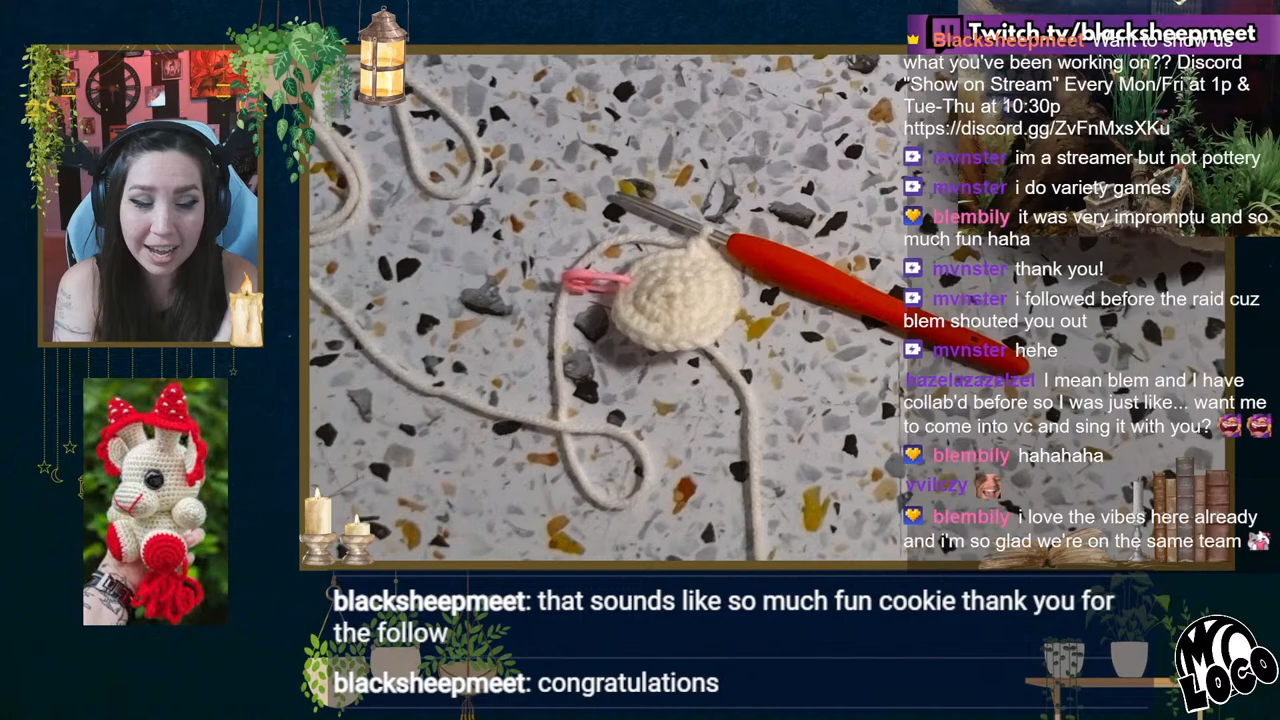 Twitch.tv/blacksheepmeet
Blacksheepmeet Want to show us
what you've been working on?? Discord
"Show on Stream" Every Mon/Fri at 1p &
Tue-Thu at 10:30p
https://discord.gg/ZvFnMxsXKu
mvnster im a streamer but not pottery
mvnster i do variety games
blembily it was very impromptu and so
much fun haha
mvnster thank you!
mvnster i followed before the raid cuz
blem shouted you out
mvnster hehe
hazelazazelzel I mean blem and I have
collab'd before so I was just like... want me
to come into vc and sing it with you?
blembily hahahaha
vvilczy
blembily i love the vibes here already
and i'm so glad we're on the same team
blacksheepmeet: that sounds like so much fun cookie thank you for
the follow
blacksheepmeet: congratulations
MC
LOCO